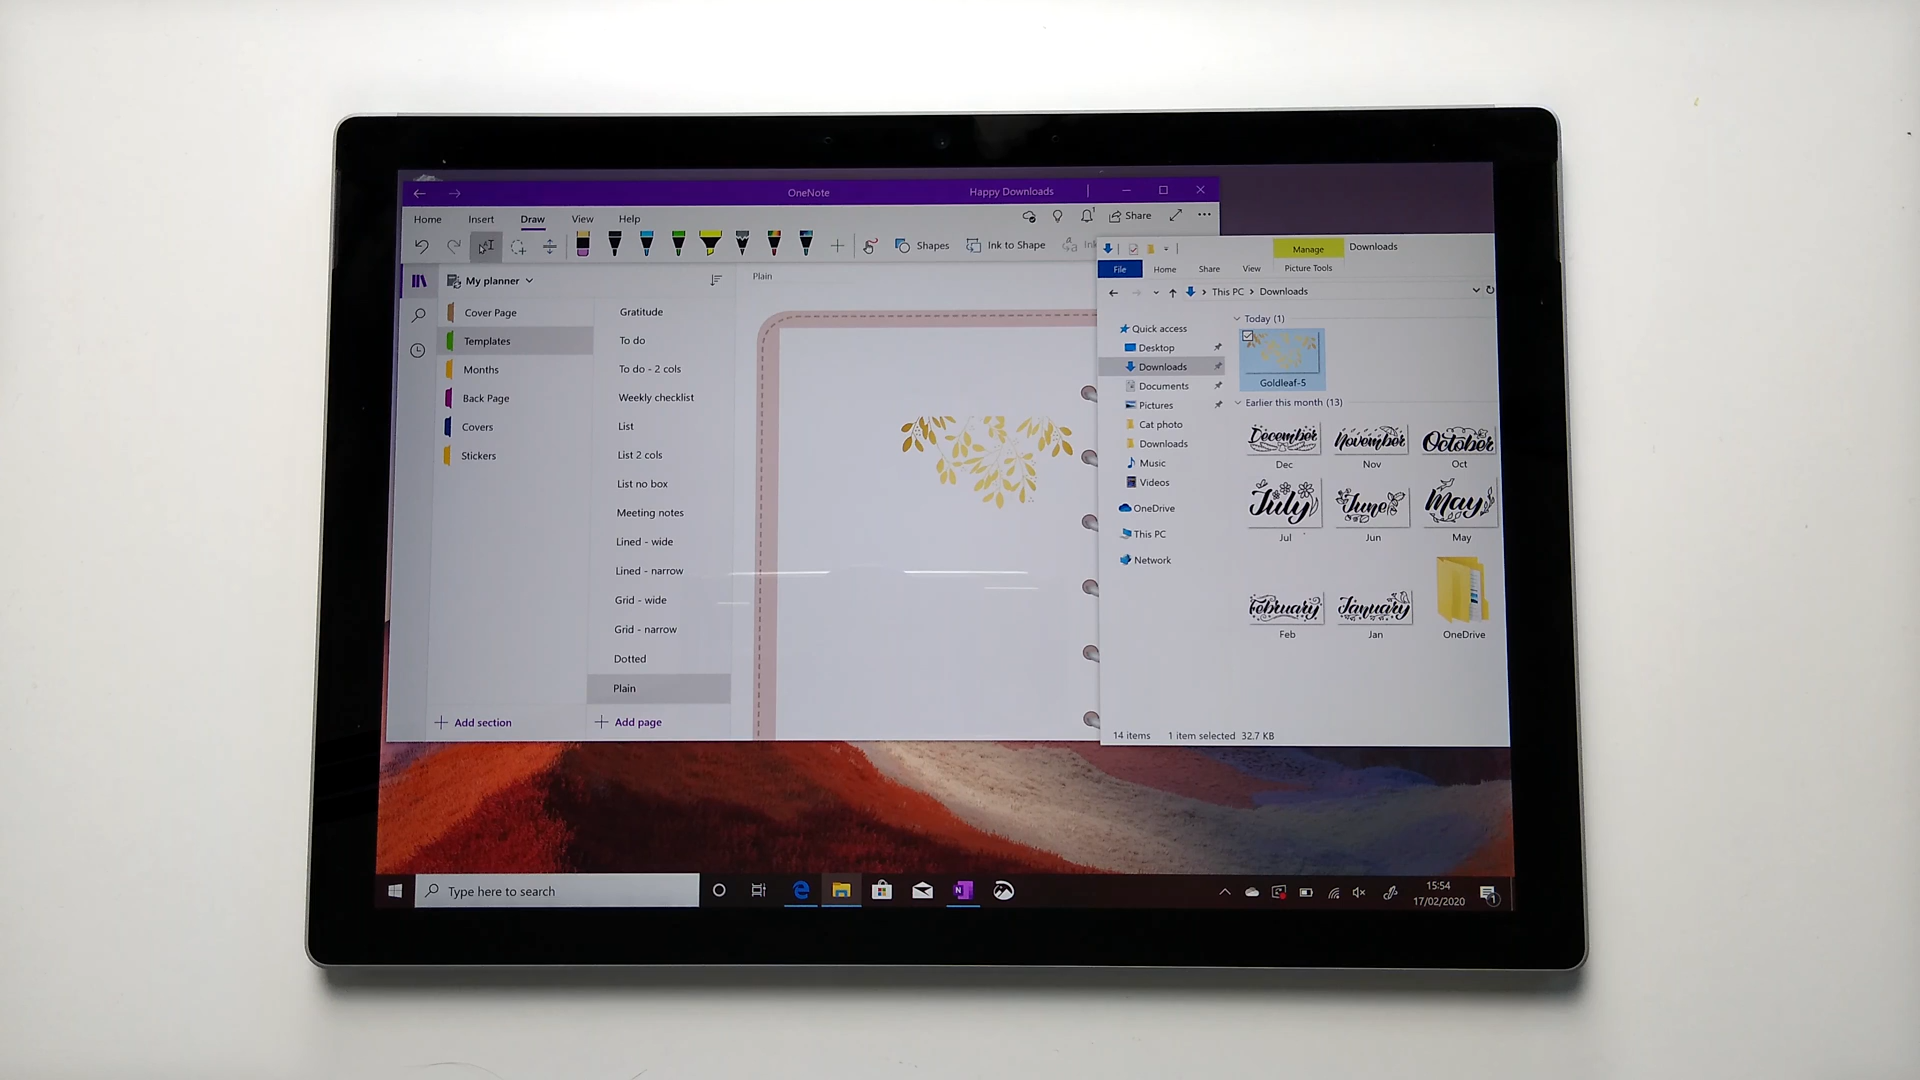 OneNote
Happy Downloads
Home Insert Draw View Help
1
Share
Shapes
Ink to Shape
My planner
Cover Page
Templates
Months
Back Page
Covers
Stickers
Add section
Gratitude
To do
To do - 2 cols
Weekly checklist
List
List 2 cols
List no box
Meeting notes
Lined - wide
Lined - narrow
Grid - wide
Grid - narrow
Dotted
Plain
Add page
Plain
Manage
Downloads
File Home Share View Picture Tools
This PC > Downloads
Quick access
Desktop
Downloads
Documents
Pictures
Cat photo
Downloads
Music
Videos
OneDrive
This PC
Network
Today (1)
Goldleaf-5
Earlier this month (13)
December November October
Dec Nov Oct
July June May
Jul Jun May
February January
Feb Jan OneDrive
14 items 1 item selected 32.7 KB
Type here to search
N
15:54
17/02/2020
1